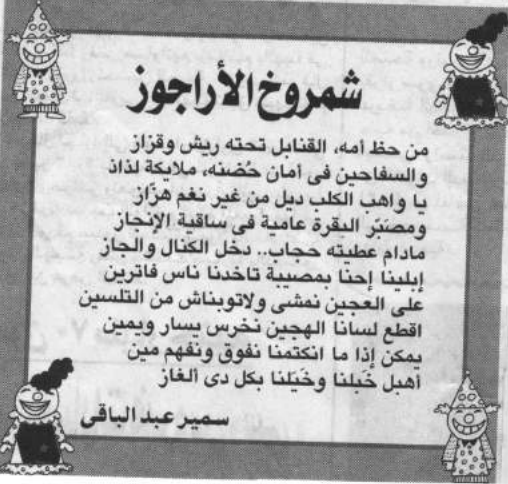 شمروخ الأراجوز
من حظ أمه، القنابل تحته ريش وقزاز
والسفاحين فى أمان حُضنه، ملايكة لذاذ
يا واهب الكلب ديل من غير نغم هزَّاز
ومصبَّر البقرة عامية فى ساقية الإنجاز
مادام عطيته حجاب.. دخل الكنال والجاز
إبلينا إحنا بمصيبة تاخدنا ناس فاترين
على العجين نمشى ولاتوبناش من التلسين
اقطع لسانا الهجين نخرس يسار ويمين
يمكن إذا ما انكتمنا نفوق ونفهم مين
أهبل خَبلنا وخَيَلنا بكل دى ألغاز
سمير عبد الباقى